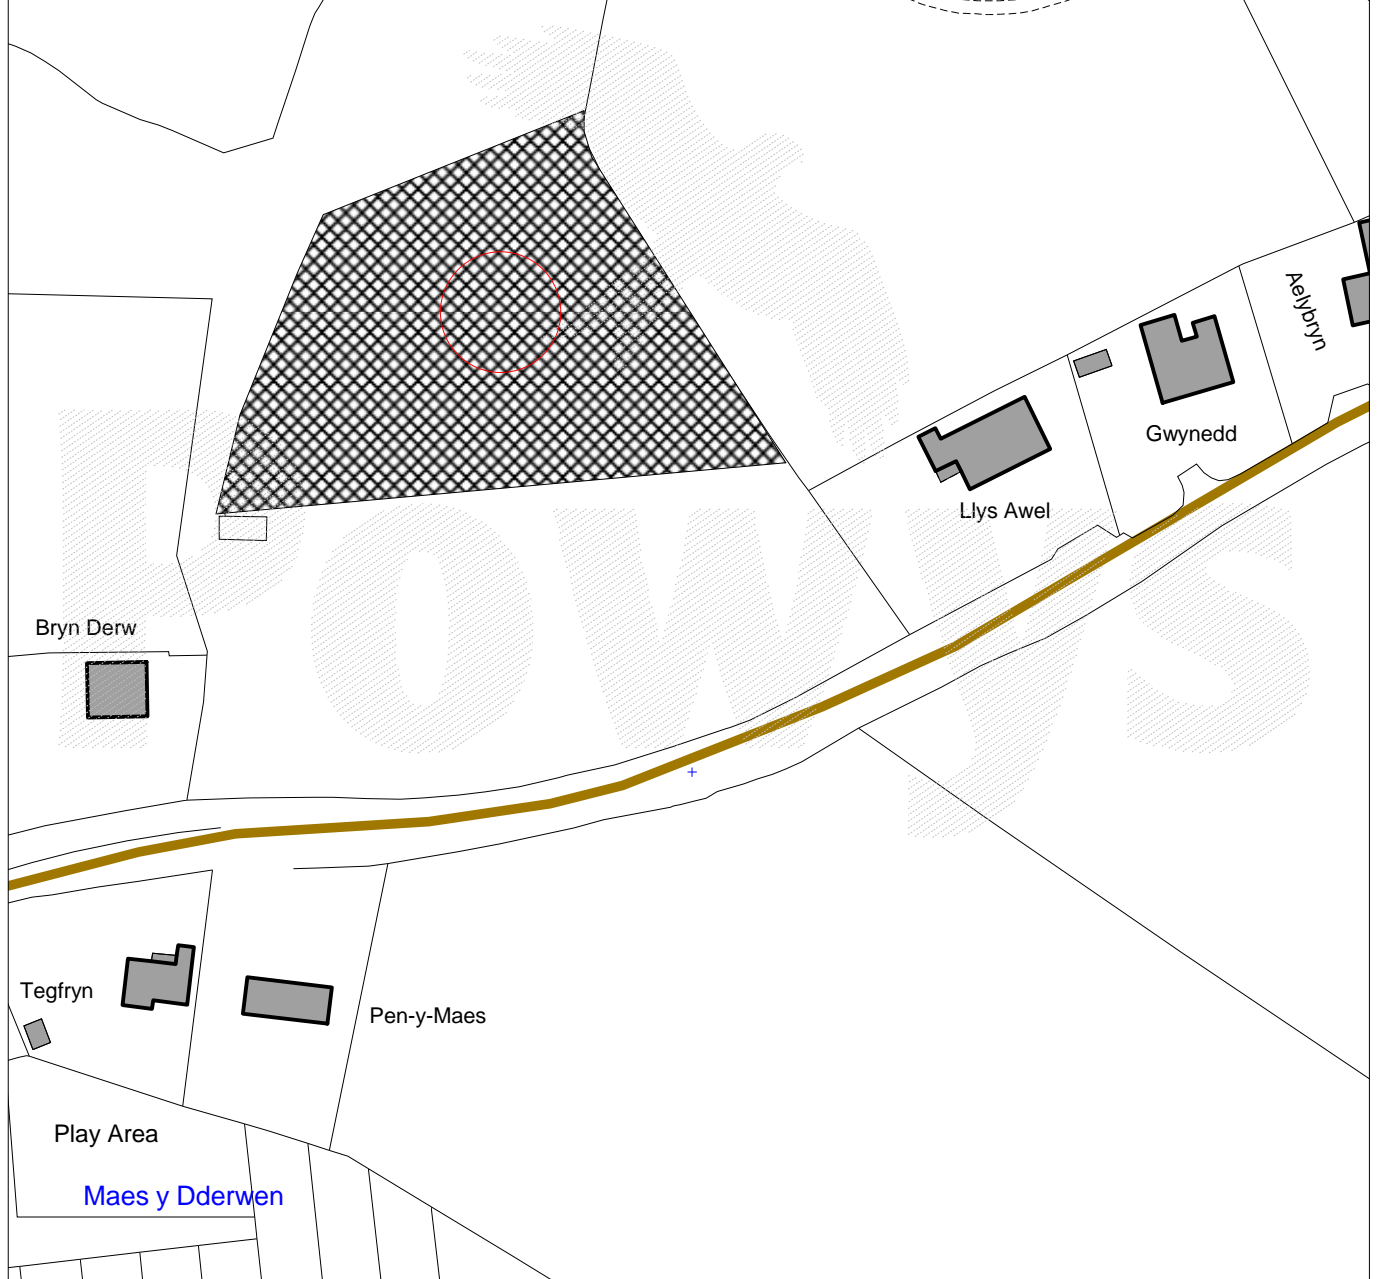 Aelybryn
Gwynedd
Llys Awel
Powys
Bryn Derw
Tegfryn
Pen-y-Maes
Play Area
Maes y Dderwen